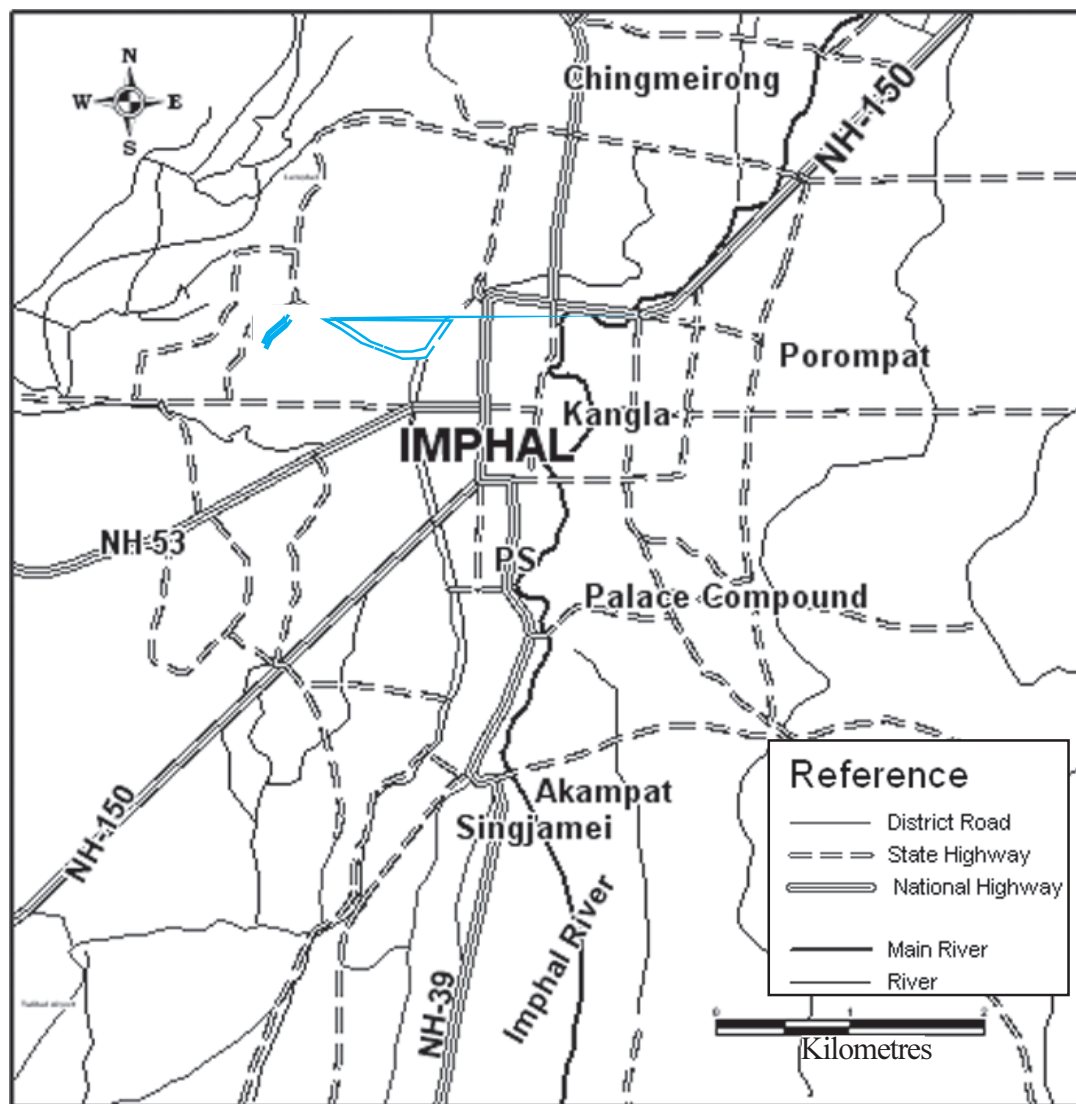 Chingmeirong
N
W E
S
NH-150
Porompat
Kangla
IMPHAL
NH-53
PS
Palace Compound
Akampat
Singjamei
NH-150
Imphal River
NH-39
Reference
District Road
State Highway
National Highway
Main River
River
0 1 2
Kilometres